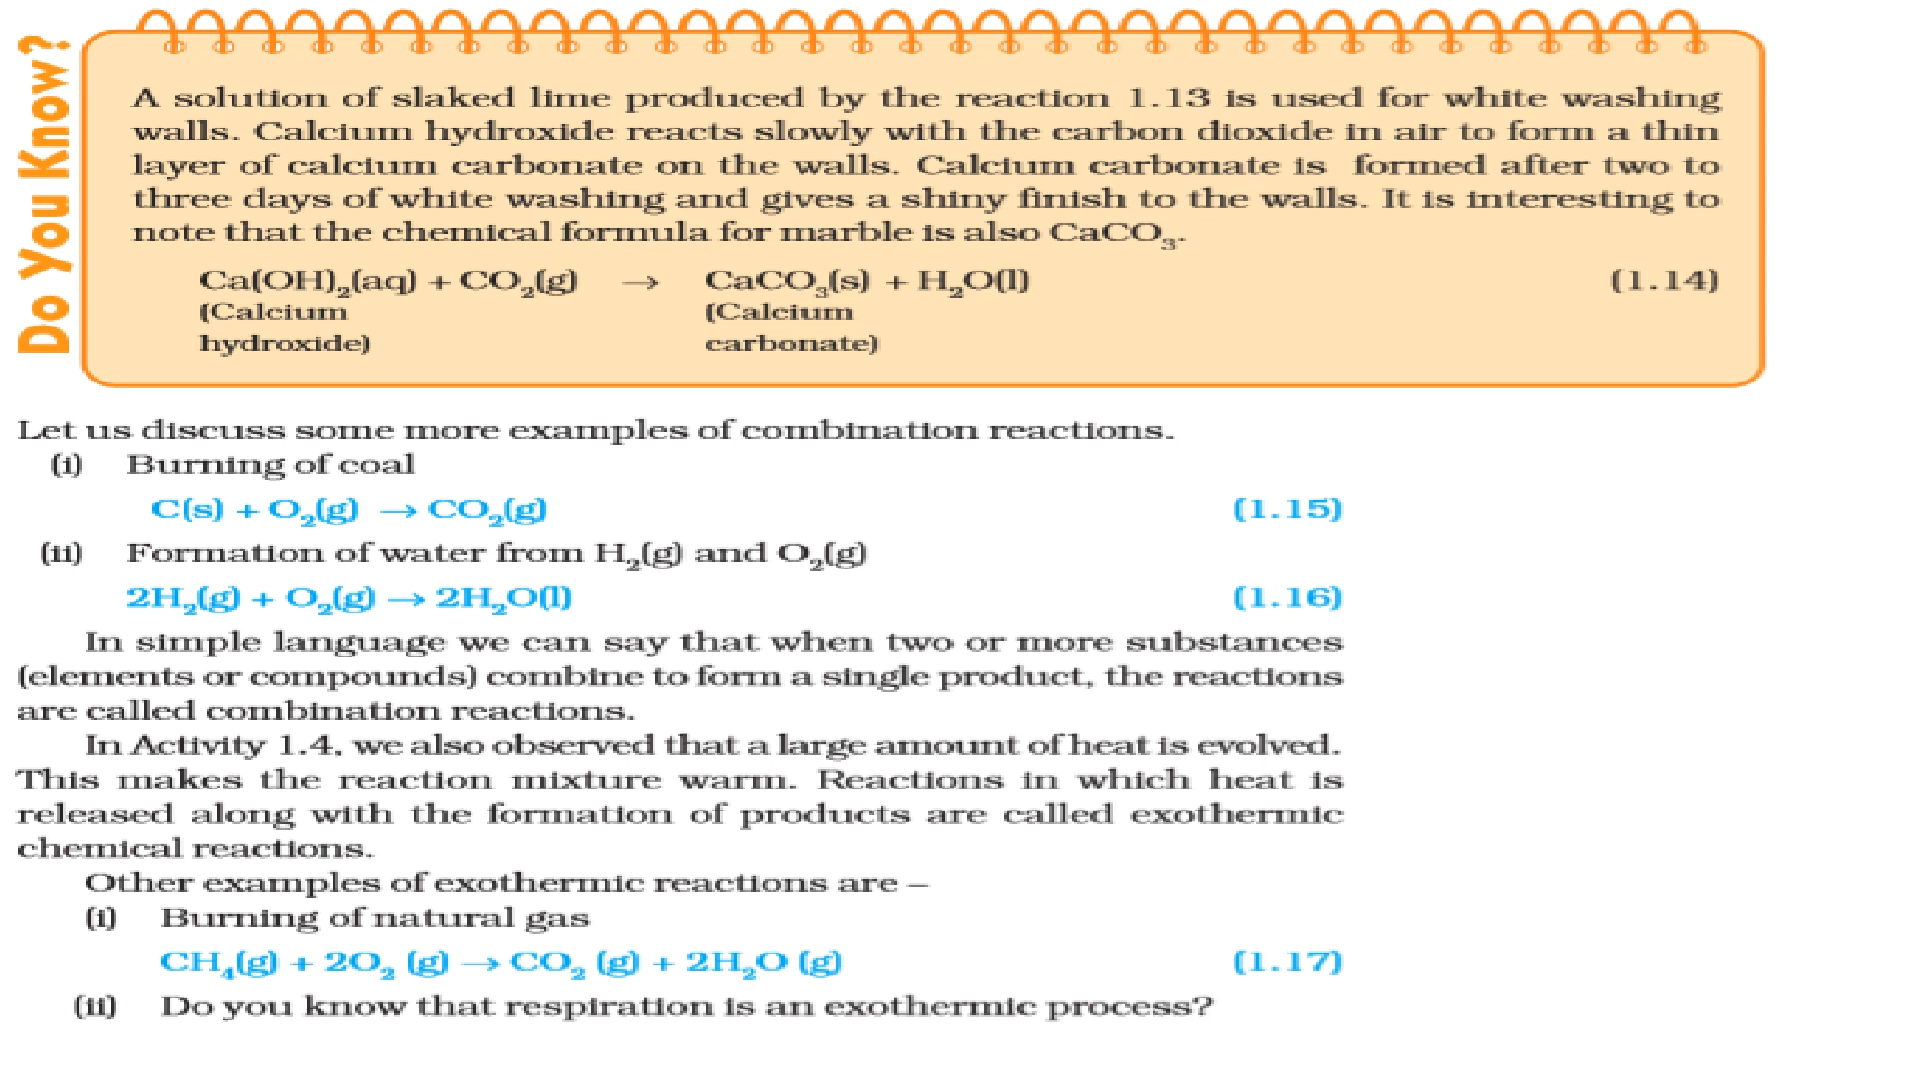 Do You Know?
A solution of slaked lime produced by the reaction 1.13 is used for white washing
walls. Calcium hydroxide reacts slowly with the carbon dioxide in air to form a thin
layer of calcium carbonate on the walls. Calcium carbonate is formed after two to
three days of white washing and gives a shiny finish to the walls. It is interesting to
note that the chemical formula for marble is also CaCO₃.
Ca(OH)₂(aq) + CO₂(g) → CaCO₃(s) + H₂O(l) (1.14)
(Calcium (Calcium
hydroxide) carbonate)
Let us discuss some more examples of combination reactions.
(i) Burning of coal
C(s) + O₂(g) → CO₂(g) (1.15)
(ii) Formation of water from H₂(g) and O₂(g)
2H₂(g) + O₂(g) → 2H₂O(l) (1.16)
In simple language we can say that when two or more substances
(elements or compounds) combine to form a single product, the reactions
are called combination reactions.
In Activity 1.4, we also observed that a large amount of heat is evolved.
This makes the reaction mixture warm. Reactions in which heat is
released along with the formation of products are called exothermic
chemical reactions.
Other examples of exothermic reactions are –
(i) Burning of natural gas
CH₄(g) + 2O₂ (g) → CO₂ (g) + 2H₂O (g) (1.17)
(ii) Do you know that respiration is an exothermic process?